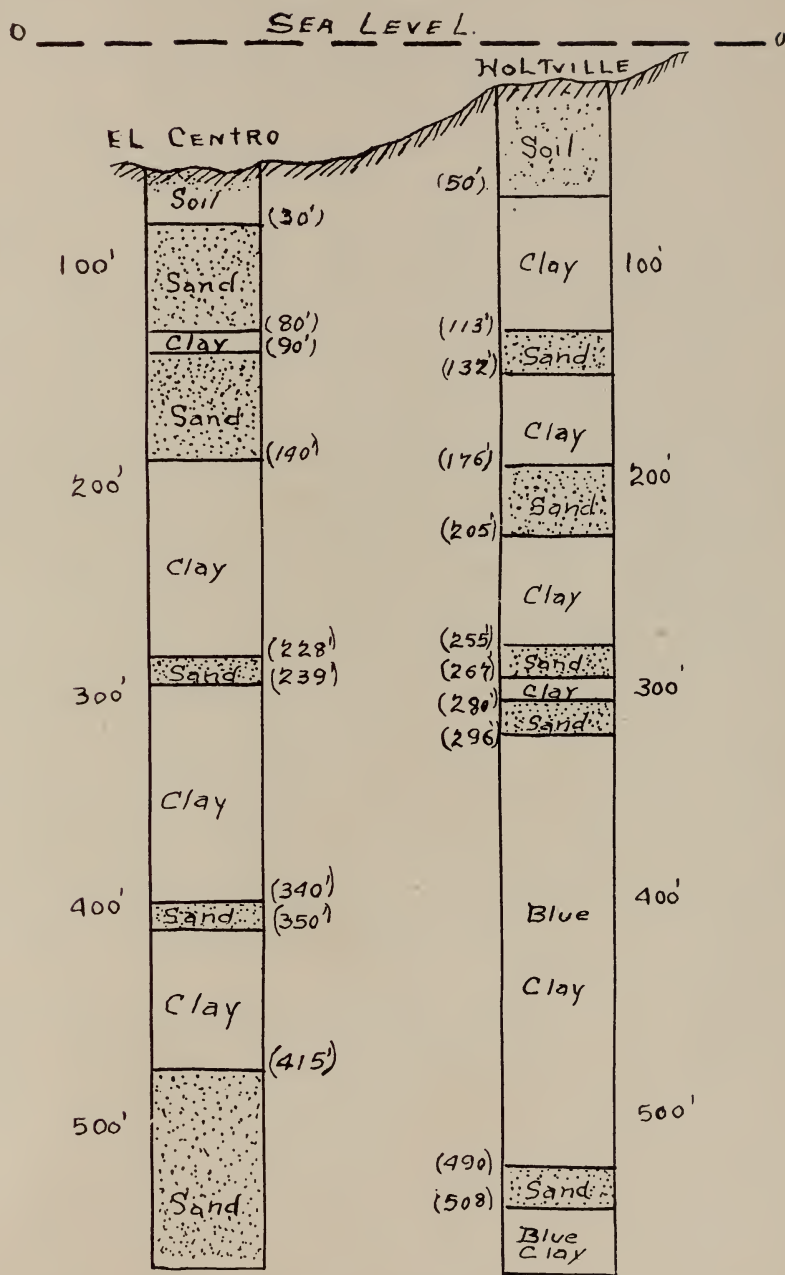 SEA LEVEL.
0 0
HOLTVILLE
EL CENTRO
Soil
(30')
Sand
(80')
Clay
(90')
Sand
(140')
Clay
(228')
Sand
(239')
Clay
(340')
Sand
(350')
Clay
(415')
Sand
100'
200'
300'
400'
500'
Soil
(50')
Clay
(113')
Sand
(132')
Clay
(176')
Sand
(205')
Clay
(255')
Sand
(267)
Clay
(280')
Sand
(296')
Blue
Clay
(490)
Sand
(508)
Blue
Clay
100'
200'
300'
400'
500'